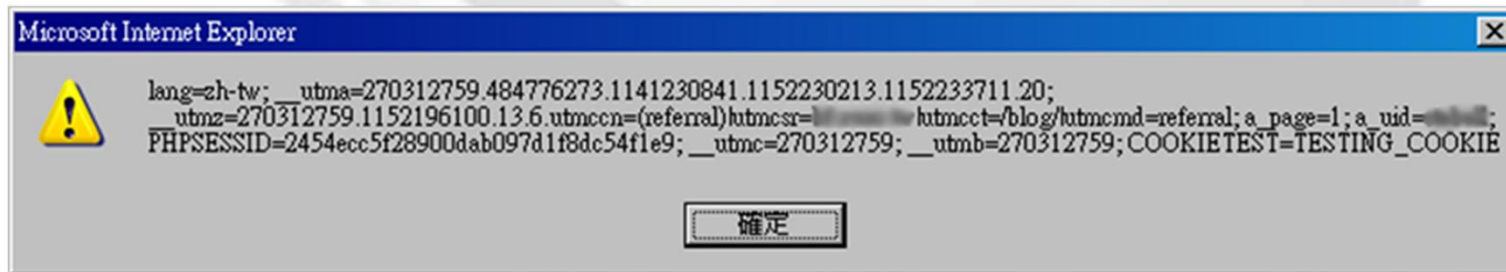 Microsoft Internet Explorer
lang=zh-tw; __utma=270312759.484776273.1141230841.1152230213.1152233711.20;
__utmz=270312759.1152196100.13.6.utmccn=(referral)|utmcsr= |utmcct=/blog/|utmcmd=referral; a_page=1; a_uid= ;
PHPSESSID=2454ecc5f28900dab097d1f8dc54f1e9; __utmc=270312759; __utmb=270312759; COOKIETEST=TESTING_COOKIE
確定